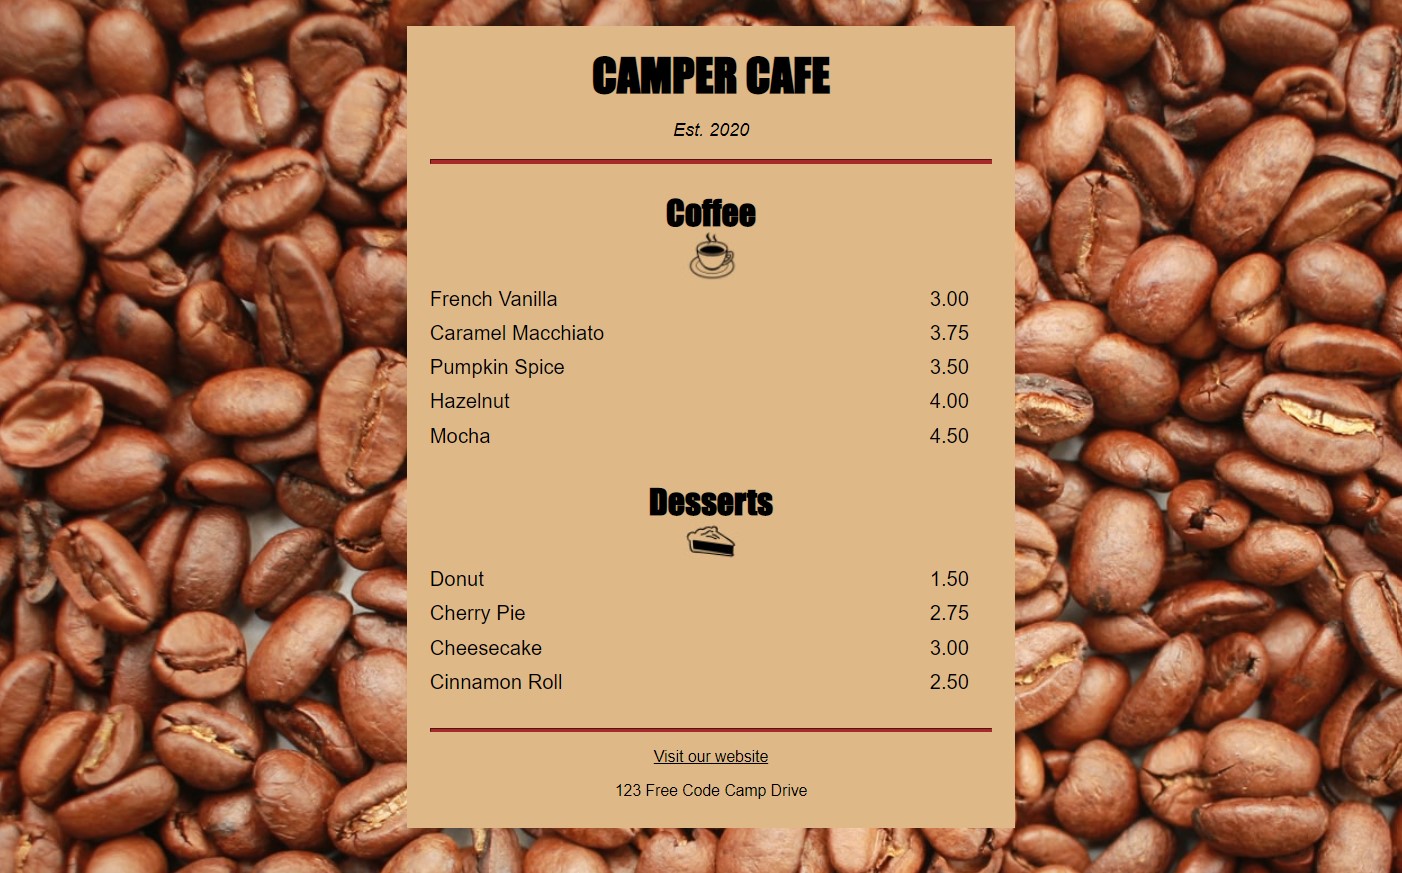 CAMPER CAFE
Est. 2020
Coffee
French Vanilla 3.00
Caramel Macchiato 3.75
Pumpkin Spice 3.50
Hazelnut 4.00
Mocha 4.50
Desserts
Donut 1.50
Cherry Pie 2.75
Cheesecake 3.00
Cinnamon Roll 2.50
Visit our website
123 Free Code Camp Drive